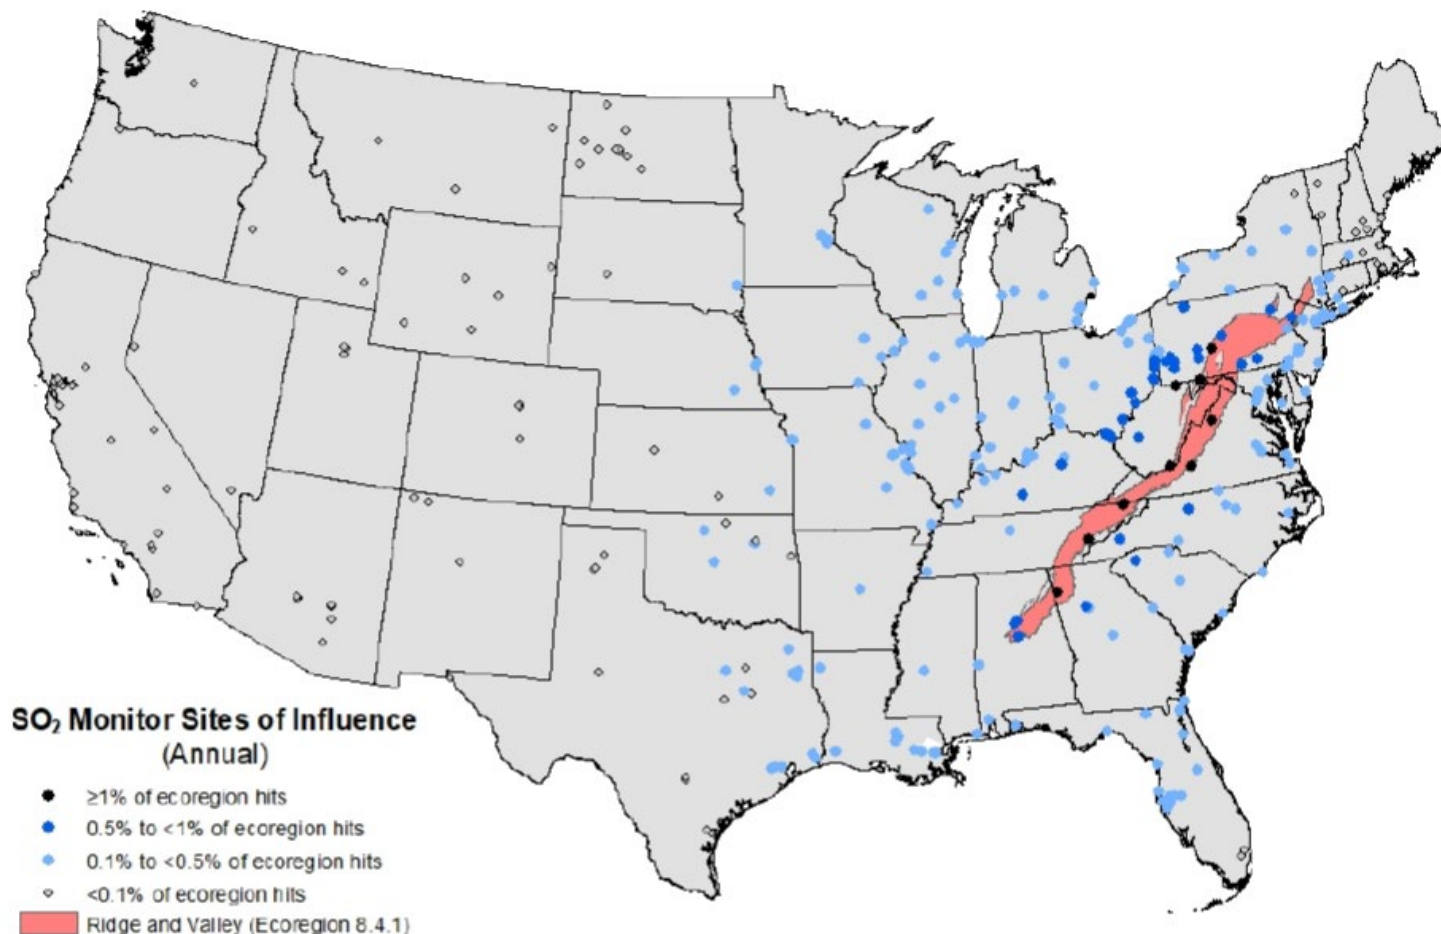 SO₂ Monitor Sites of Influence
(Annual)
≥1% of ecoregion hits
0.5% to <1% of ecoregion hits
0.1% to <0.5% of ecoregion hits
<0.1% of ecoregion hits
Ridge and Valley (Ecoregion 8.4.1)